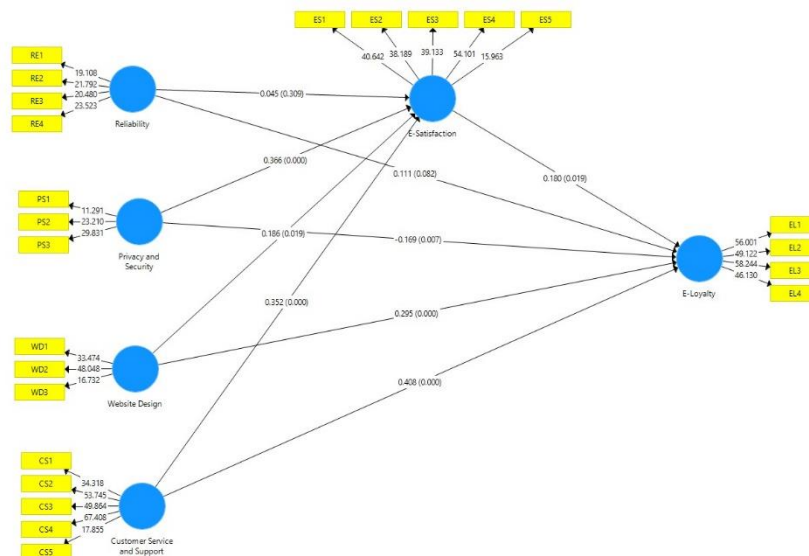 ES1
ES2
ES3
ES4
ES5
40.642
38.189
39.133
54.101
15.963
E-Satisfaction
RE1
RE2
RE3
RE4
19.108
21.792
20.480
23.523
Reliability
0.045 (0.309)
0.366 (0.000)
0.111 (0.082)
0.180 (0.019)
PS1
PS2
PS3
11.291
23.210
29.831
Privacy and
Security
0.186 (0.019)
-0.169 (0.007)
EL1
EL2
EL3
EL4
56.001
49.122
58.244
46.130
E-Loyalty
0.352 (0.000)
0.295 (0.000)
WD1
WD2
WD3
33.474
48.048
16.732
Website Design
0.408 (0.000)
CS1
CS2
CS3
CS4
CS5
34.318
53.745
49.864
67.408
17.855
Customer Service
and Support